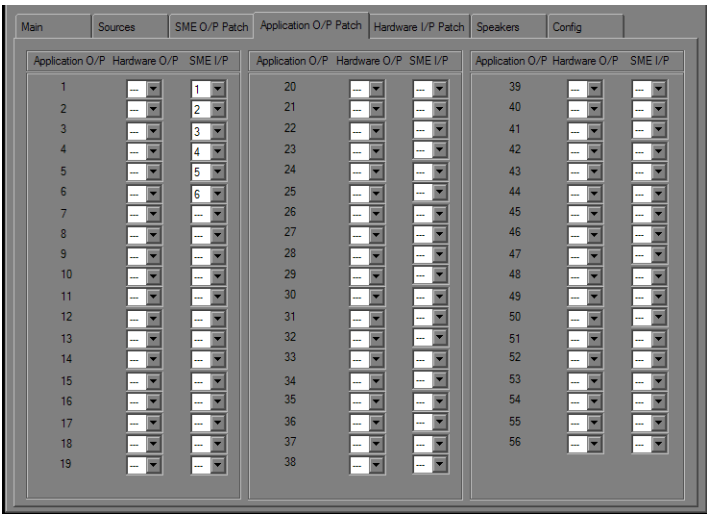 Main Sources SME O/P Patch Application O/P Patch Hardware I/P Patch Speakers Config
Application O/P Hardware O/P SME I/P Application O/P Hardware O/P SME I/P Application O/P Hardware O/P SME I/P
1 --- 1 20 --- --- 39 --- ---
2 --- 2 21 --- --- 40 --- ---
3 --- 3 22 --- --- 41 --- ---
4 --- 4 23 --- --- 42 --- ---
5 --- 5 24 --- --- 43 --- ---
6 --- 6 25 --- --- 44 --- ---
7 --- --- 26 --- --- 45 --- ---
8 --- --- 27 --- --- 46 --- ---
9 --- --- 28 --- --- 47 --- ---
10 --- --- 29 --- --- 48 --- ---
11 --- --- 30 --- --- 49 --- ---
12 --- --- 31 --- --- 50 --- ---
13 --- --- 32 --- --- 51 --- ---
14 --- --- 33 --- --- 52 --- ---
15 --- --- 34 --- --- 53 --- ---
16 --- --- 35 --- --- 54 --- ---
17 --- --- 36 --- --- 55 --- ---
18 --- --- 37 --- --- 56 --- ---
19 --- --- 38 --- ---